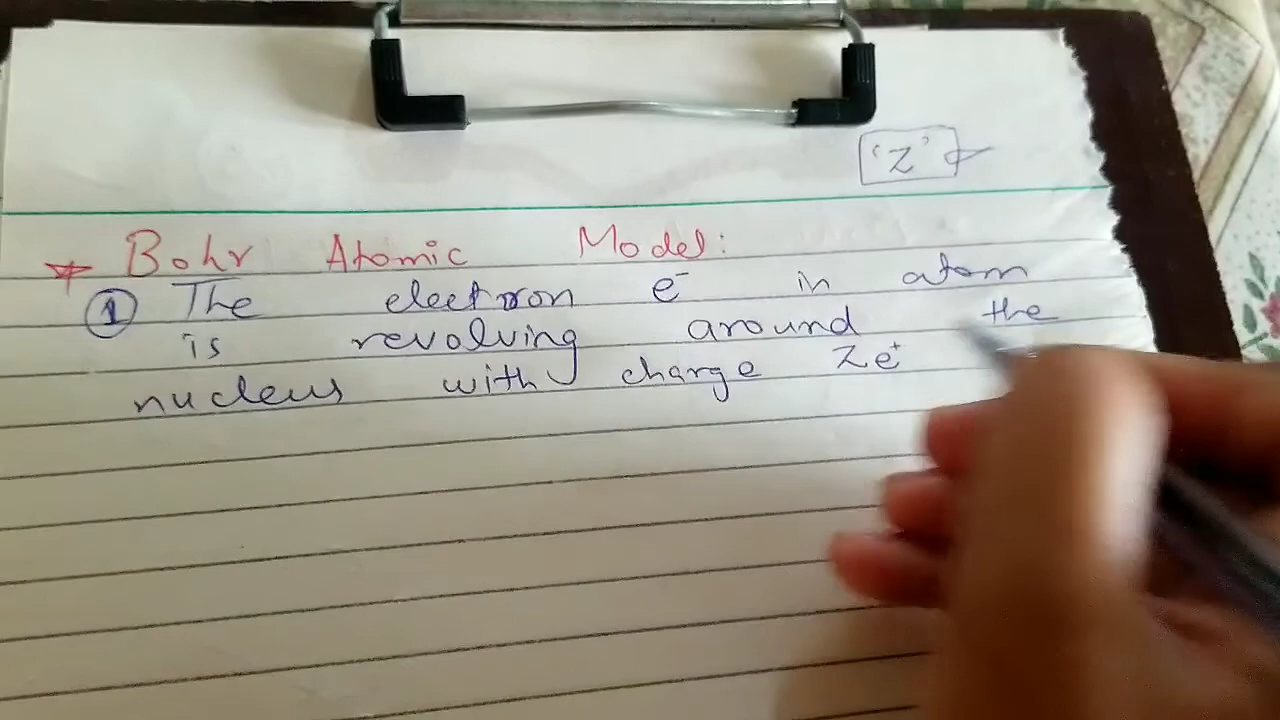 'Z'
* Bohr Atomic Model:
① The electron e⁻ in atom
is revolving around the
nucleus with charge Ze⁺